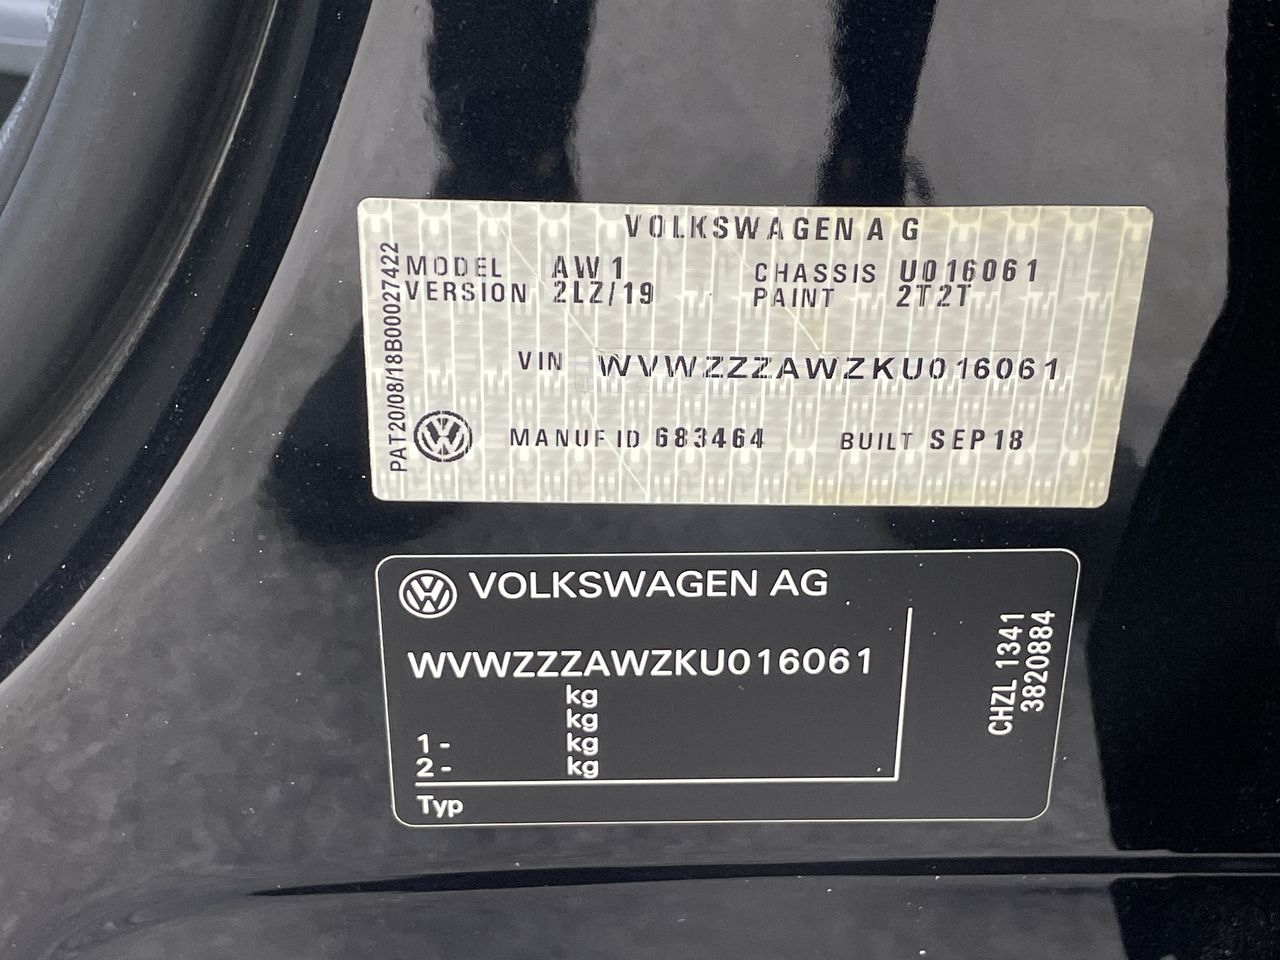 VOLKSWAGEN AG
MODEL AW1 CHASSIS U016061
VERSION 2LZ/19 PAINT 2T2T
VIN WVWZZZAWZKU016061
MANUF ID 683464 BUILT SEP18
PAT20/08/18B00027422
VOLKSWAGEN AG
WVWZZZAWZKU016061
kg
kg
1- kg
2- kg
Typ
CHZL 1341
3820884